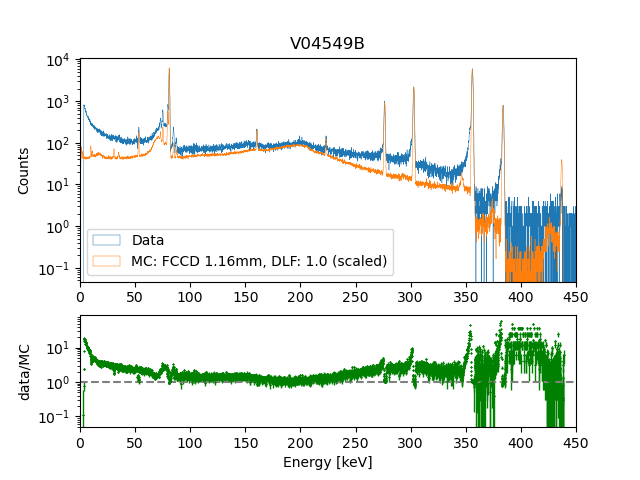 V04549B
Counts
10⁴
10³
10²
10¹
10⁰
10⁻¹
Data
MC: FCCD 1.16mm, DLF: 1.0 (scaled)
0 50 100 150 200 250 300 350 400 450
data/MC
10¹
10⁰
10⁻¹
0 50 100 150 200 250 300 350 400 450
Energy [keV]